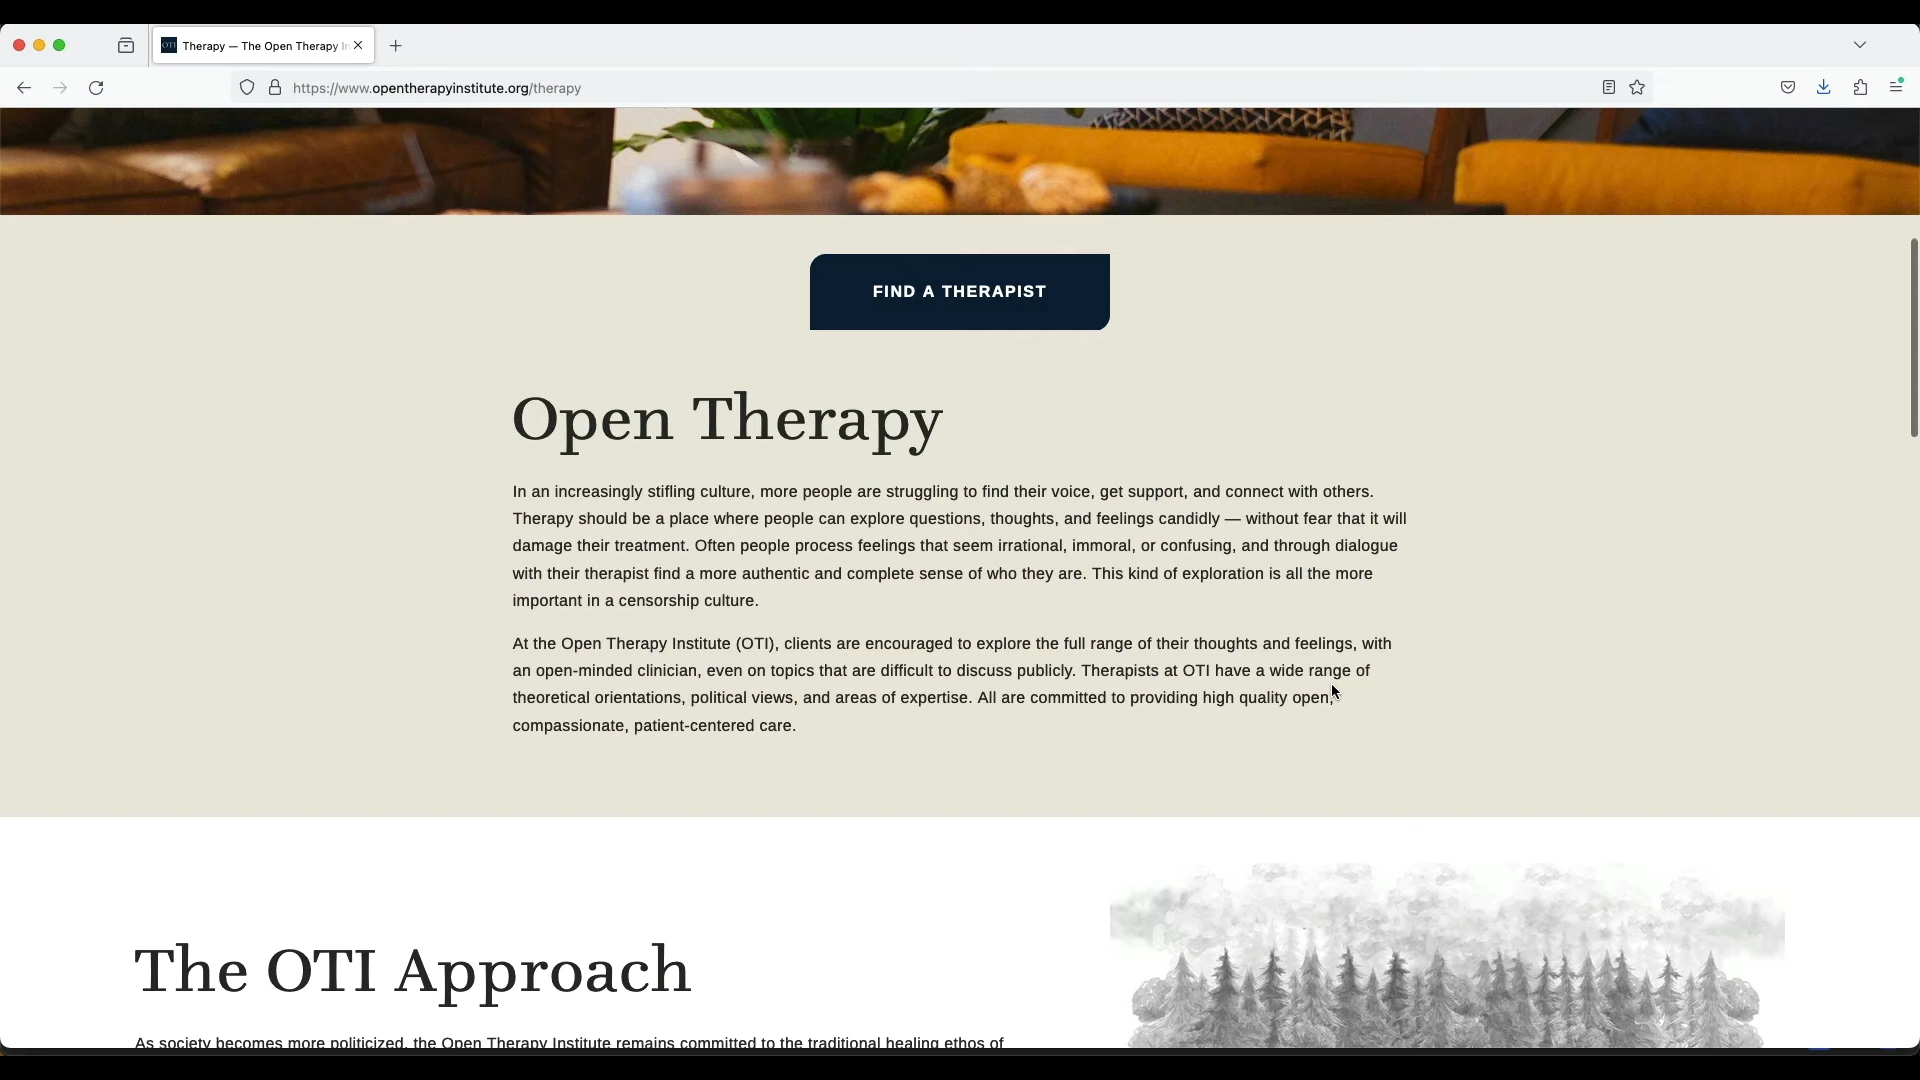 OTI Therapy — The Open Therapy In
https://www.opentherapyinstitute.org/therapy
FIND A THERAPIST
Open Therapy
In an increasingly stifling culture, more people are struggling to find their voice, get support, and connect with others.
Therapy should be a place where people can explore questions, thoughts, and feelings candidly — without fear that it will
damage their treatment. Often people process feelings that seem irrational, immoral, or confusing, and through dialogue
with their therapist find a more authentic and complete sense of who they are. This kind of exploration is all the more
important in a censorship culture.
At the Open Therapy Institute (OTI), clients are encouraged to explore the full range of their thoughts and feelings, with
an open-minded clinician, even on topics that are difficult to discuss publicly. Therapists at OTI have a wide range of
theoretical orientations, political views, and areas of expertise. All are committed to providing high quality open,
compassionate, patient-centered care.
The OTI Approach
As society becomes more politicized, the Open Therapy Institute remains committed to the traditional healing ethos of